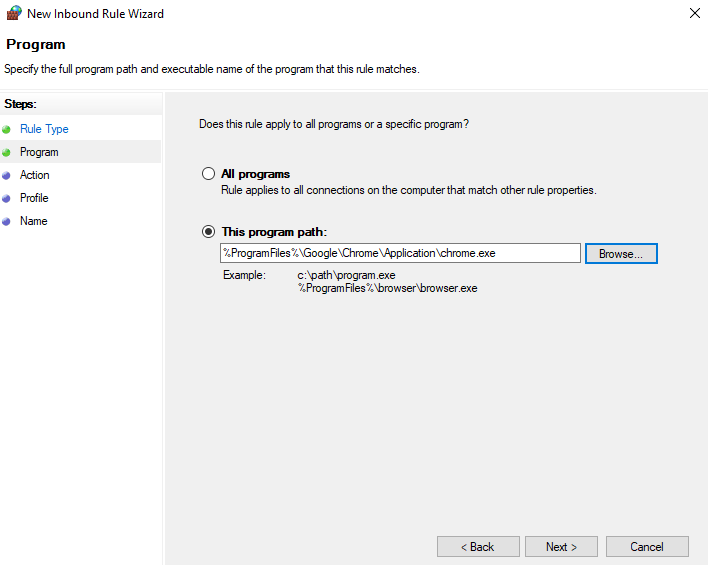 New Inbound Rule Wizard
Program
Specify the full program path and executable name of the program that this rule matches.
Steps:
Rule Type
Program
Action
Profile
Name
Does this rule apply to all programs or a specific program?
All programs
Rule applies to all connections on the computer that match other rule properties.
This program path:
%ProgramFiles%\Google\Chrome\Application\chrome.exe
Browse...
Example: c:\path\program.exe
%ProgramFiles%\browser\browser.exe
< Back Next > Cancel